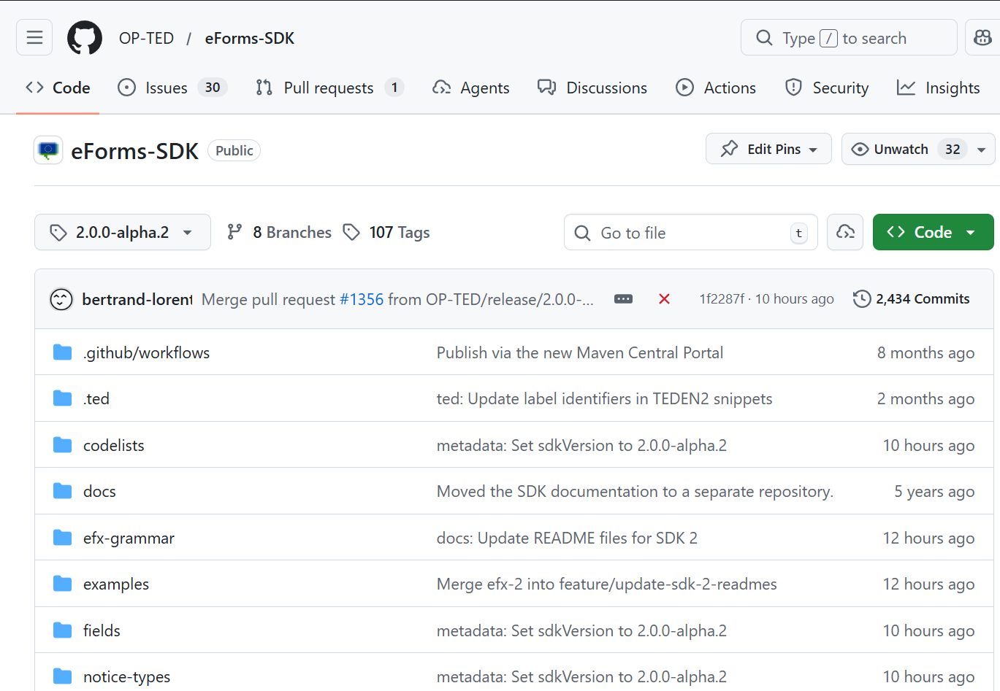 OP-TED / eForms-SDK
Type / to search
Code Issues 30 Pull requests 1 Agents Discussions Actions Security Insights
eForms-SDK Public
Edit Pins Unwatch 32
2.0.0-alpha.2 8 Branches 107 Tags Go to file t Code
bertrand-lorent Merge pull request #1356 from OP-TED/release/2.0.0-... 1f2287f · 10 hours ago 2,434 Commits
.github/workflows Publish via the new Maven Central Portal 8 months ago
.ted ted: Update label identifiers in TEDEN2 snippets 2 months ago
codelists metadata: Set sdkVersion to 2.0.0-alpha.2 10 hours ago
docs Moved the SDK documentation to a separate repository. 5 years ago
efx-grammar docs: Update README files for SDK 2 12 hours ago
examples Merge efx-2 into feature/update-sdk-2-readmes 12 hours ago
fields metadata: Set sdkVersion to 2.0.0-alpha.2 10 hours ago
notice-types metadata: Set sdkVersion to 2.0.0-alpha.2 10 hours ago